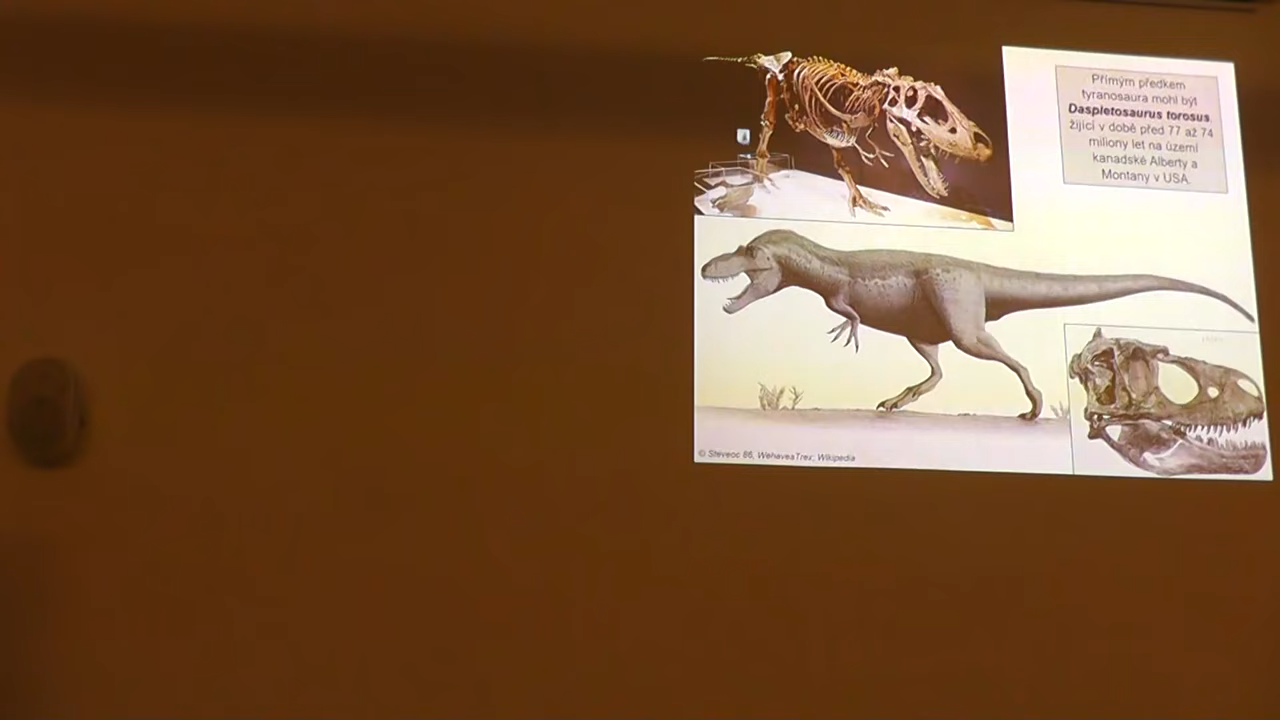 Přímým předkem
tyranosaura mohl být
Daspletosaurus torosus,
žijící v době před 77 až 74
miliony let na území
kanadské Alberty a
Montany v USA.
© Steveoc 86, WehaveaTrex; Wikipedia